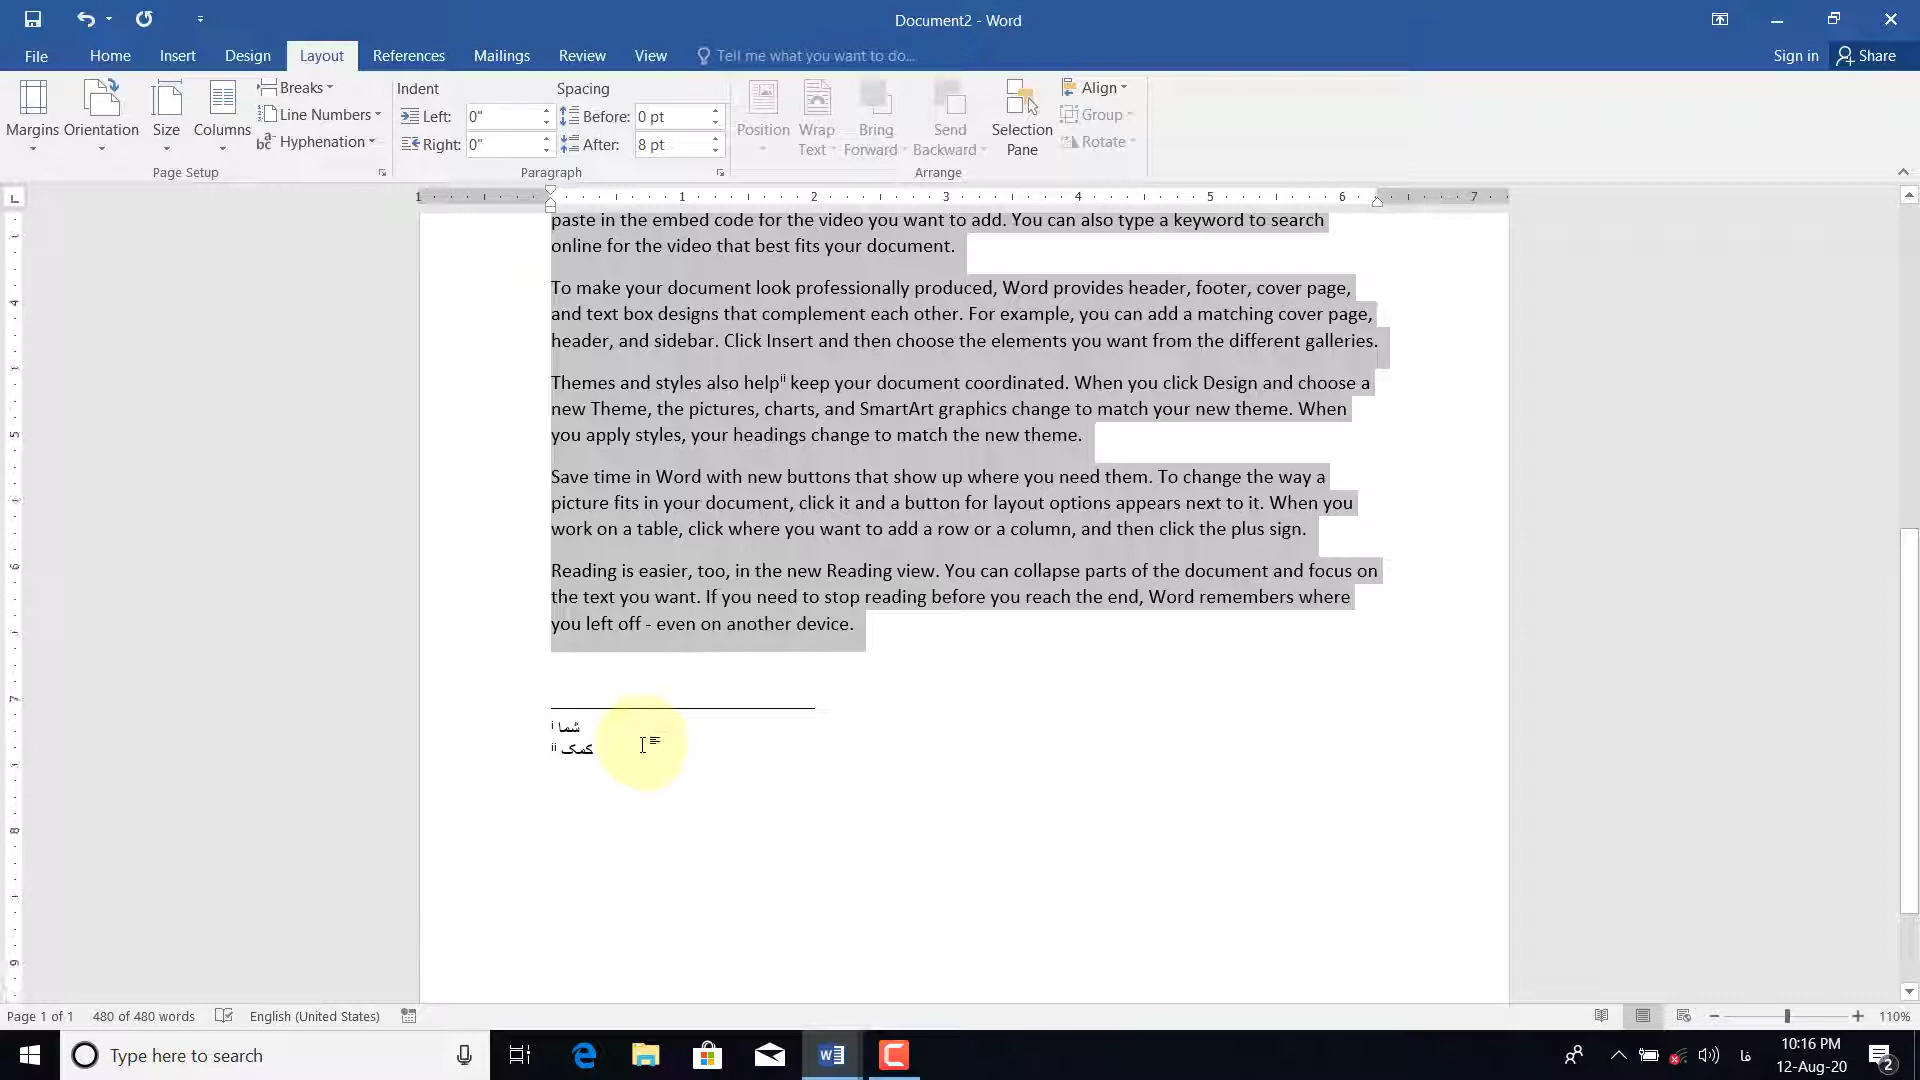 Document2 - Word
File Home Insert Design Layout References Mailings Review View Tell me what you want to do... Sign in Share
Margins Orientation Size Columns Breaks Line Numbers Hyphenation
Page Setup
Indent Spacing
Left: 0" Before: 0 pt
Right: 0" After: 8 pt
Paragraph
Position Wrap Text Bring Forward Send Backward Selection Pane Align Group Rotate
Arrange
1 1 2 3 4 5 6 7
paste in the embed code for the video you want to add. You can also type a keyword to search
online for the video that best fits your document.
To make your document look professionally produced, Word provides header, footer, cover page,
and text box designs that complement each other. For example, you can add a matching cover page,
header, and sidebar. Click Insert and then choose the elements you want from the different galleries.
Themes and styles also helpii keep your document coordinated. When you click Design and choose a
new Theme, the pictures, charts, and SmartArt graphics change to match your new theme. When
you apply styles, your headings change to match the new theme.
Save time in Word with new buttons that show up where you need them. To change the way a
picture fits in your document, click it and a button for layout options appears next to it. When you
work on a table, click where you want to add a row or a column, and then click the plus sign.
Reading is easier, too, in the new Reading view. You can collapse parts of the document and focus on
the text you want. If you need to stop reading before you reach the end, Word remembers where
you left off - even on another device.
i شما
ii کمک
4
5
6
7
8
9
Page 1 of 1 480 of 480 words English (United States) 110%
Type here to search
فا 10:16 PM
12-Aug-20 2